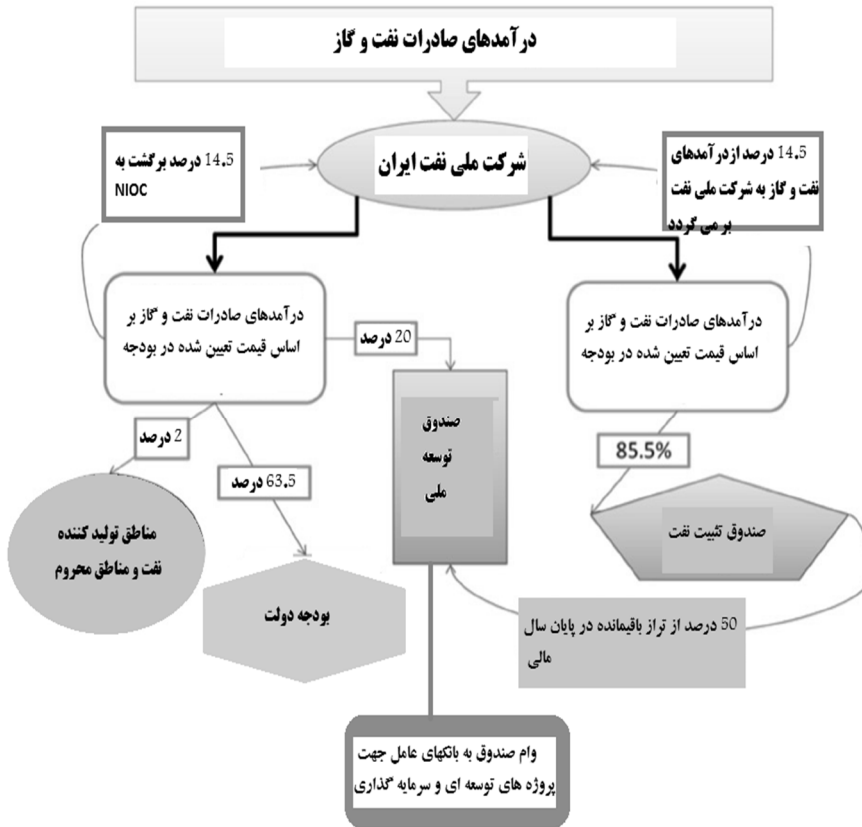 درآمدهای صادرات نفت و گاز
شرکت ملی نفت ایران
14.5 درصد ازدرآمدهای
نفت و گاز به شرکت ملی نفت
بر می گردد
14.5 درصد برگشت به
NIOC
درآمدهای صادرات نفت و گاز بر
اساس قیمت تعیین شده در بودجه
درآمدهای صادرات نفت و گاز بر
اساس قیمت تعیین شده در بودجه
20 درصد
صندوق
توسعه
ملی
2 درصد
63.5 درصد
85.5%
صندوق تثبیت نفت
مناطق تولید کننده
نفت و مناطق محروم
بودجه دولت
50 درصد از تراز باقیمانده در پایان سال
مالی
وام صندوق به بانکهای عامل جهت
پروژه های توسعه ای و سرمایه گذاری